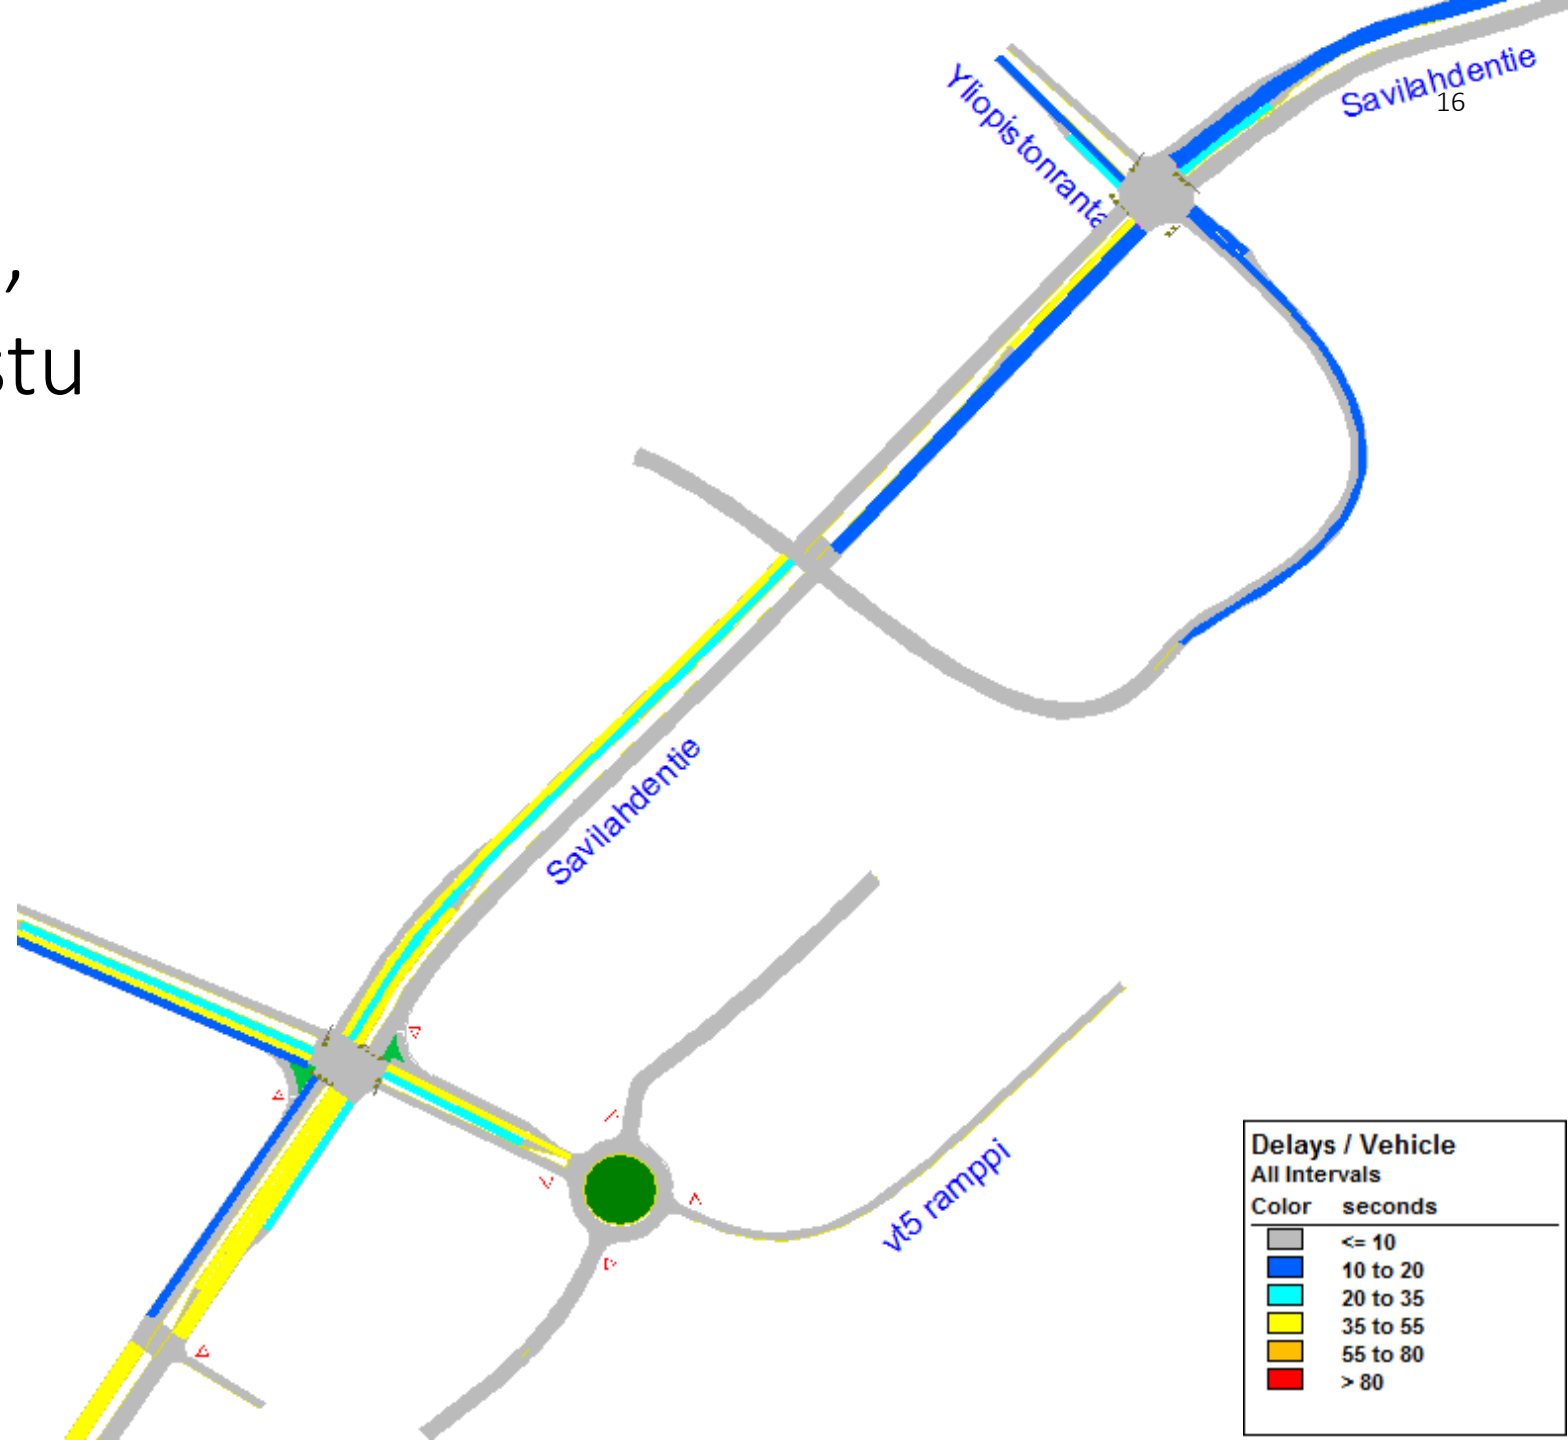 Yliopistonranta
Savilahdentie
16
,
stu
Savilahdentie
vt5 ramppi
Delays / Vehicle
All Intervals
Color seconds
<= 10
10 to 20
20 to 35
35 to 55
55 to 80
> 80